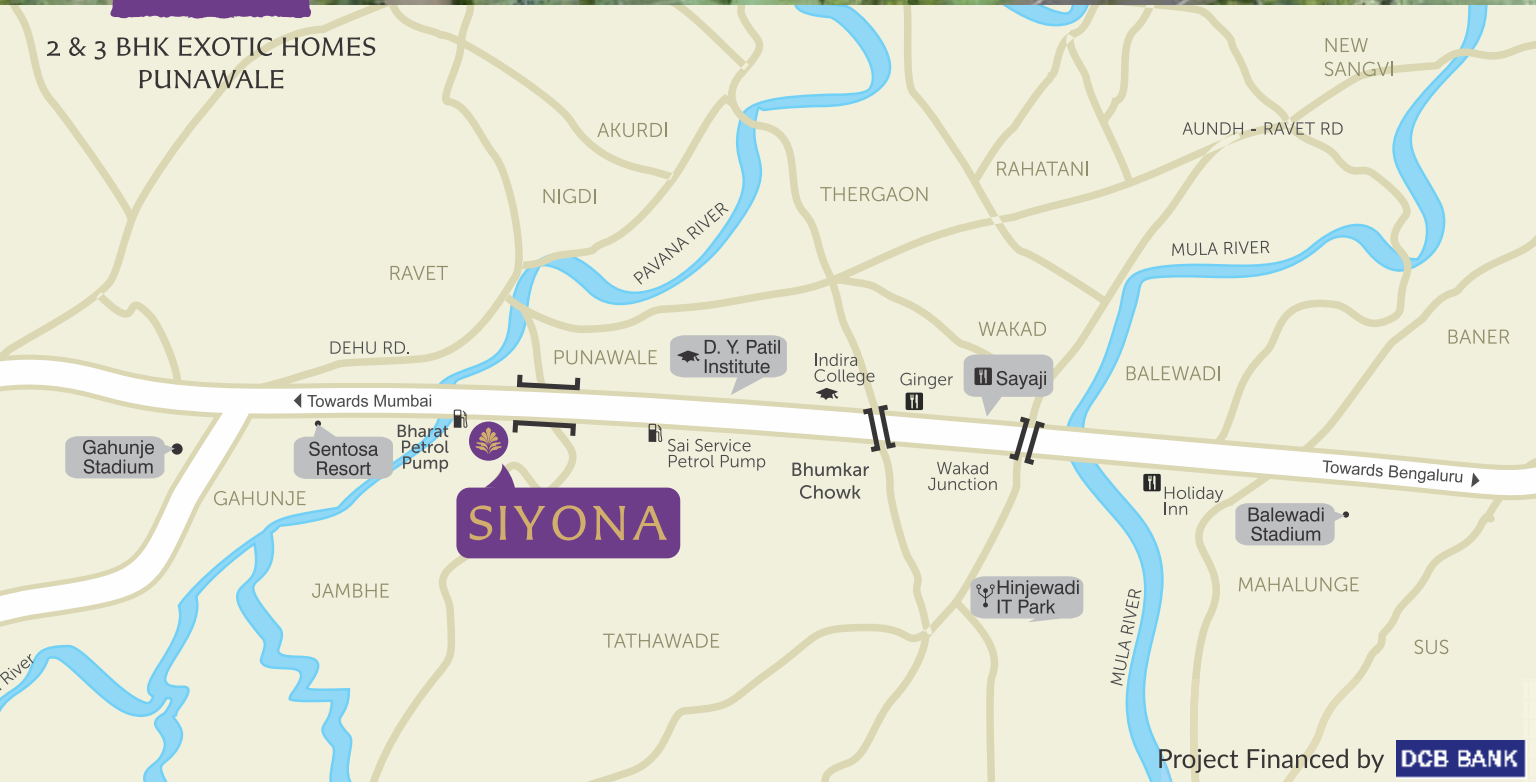 2 & 3 BHK EXOTIC HOMES
PUNAWALE
NEW
SANGVI
AKURDI
AUNDH - RAVET RD
RAHATANI
NIGDI
THERGAON
PAVANA RIVER
MULA RIVER
RAVET
WAKAD
BANER
DEHU RD.
PUNAWALE
D. Y. Patil
Institute
Indira
College
Ginger
Sayaji
BALEWADI
Towards Mumbai
Gahunje
Stadium
Sentosa
Resort
Bharat
Petrol
Pump
Sai Service
Petrol Pump
Bhumkar
Chowk
Wakad
Junction
Towards Bengaluru
Holiday
Inn
Balewadi
Stadium
GAHUNJE
SIYONA
JAMBHE
Hinjewadi
IT Park
MAHALUNGE
TATHAWADE
MULA RIVER
SUS
River
Project Financed by DCB BANK